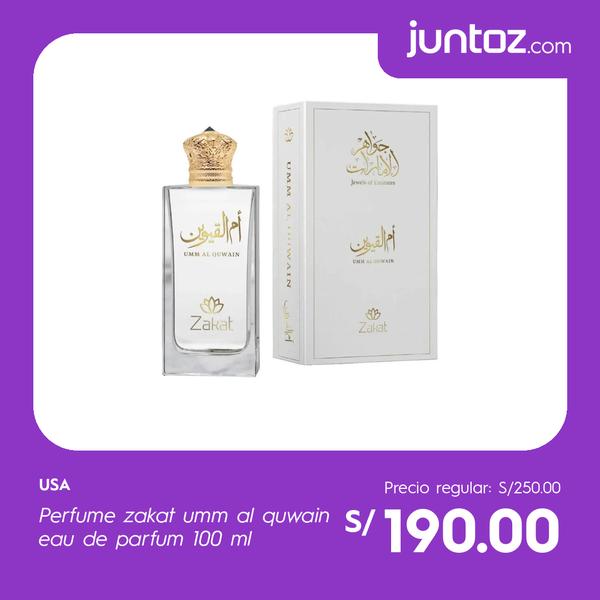 juntoz.com
أم القيوين
UMM AL QUWAIN
Zakat
UMM AL QUWAIN
أم القيوين
جواهر
الإمارات
Jewels of Emirates
أم القيوين
UMM AL QUWAIN
Zakat
USA
Perfume zakat umm al quwain
eau de parfum 100 ml
Precio regular: S/250.00
S/190.00